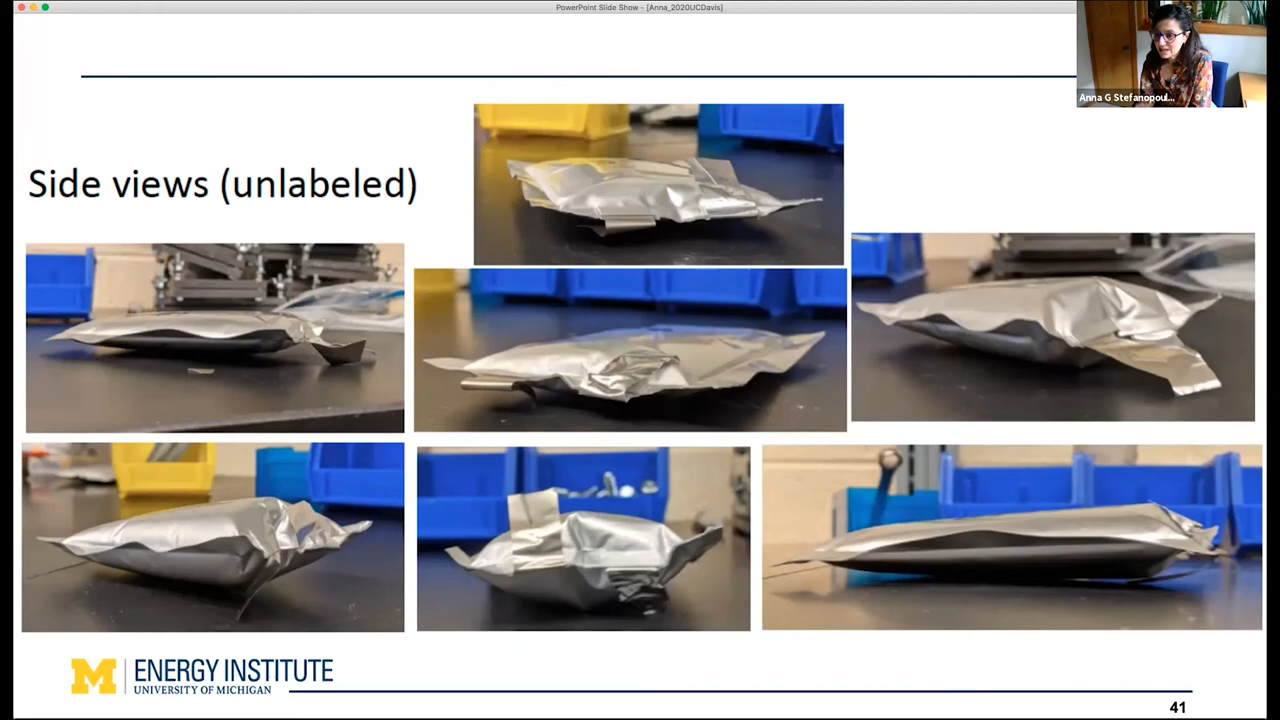 PowerPoint Slide Show - [Anna_2020UCDavis]
Anna G Stefanopoul...
Side views (unlabeled)
M
ENERGY INSTITUTE
UNIVERSITY OF MICHIGAN
41